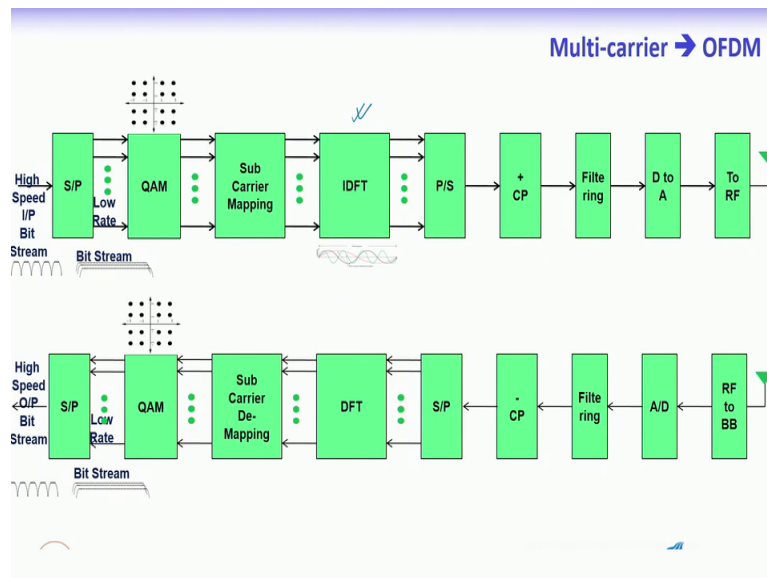 Multi-carrier ➔ OFDM
High
Speed
I/P
Bit
Stream
S/P
Low
Rate
Bit Stream
QAM
Sub
Carrier
Mapping
IDFT
P/S
+
CP
Filte
ring
D to
A
To
RF
High
Speed
O/P
Bit
Stream
S/P
Low
Rate
Bit Stream
QAM
Sub
Carrier
De-
Mapping
DFT
S/P
-
CP
Filte
ring
A/D
RF
to
BB